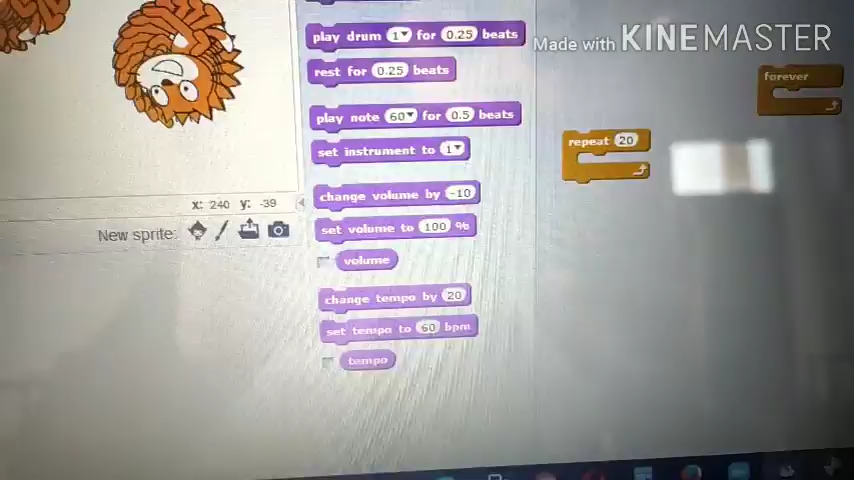 play drum 1 for 0.25 beats
Made with KINEMASTER
rest for 0.25 beats
forever
play note 60 for 0.5 beats
repeat 20
set instrument to 1
change volume by -10
x: 240 y: -39
set volume to 100 %
New sprite:
volume
change tempo by 20
set tempo to 60 bpm
tempo